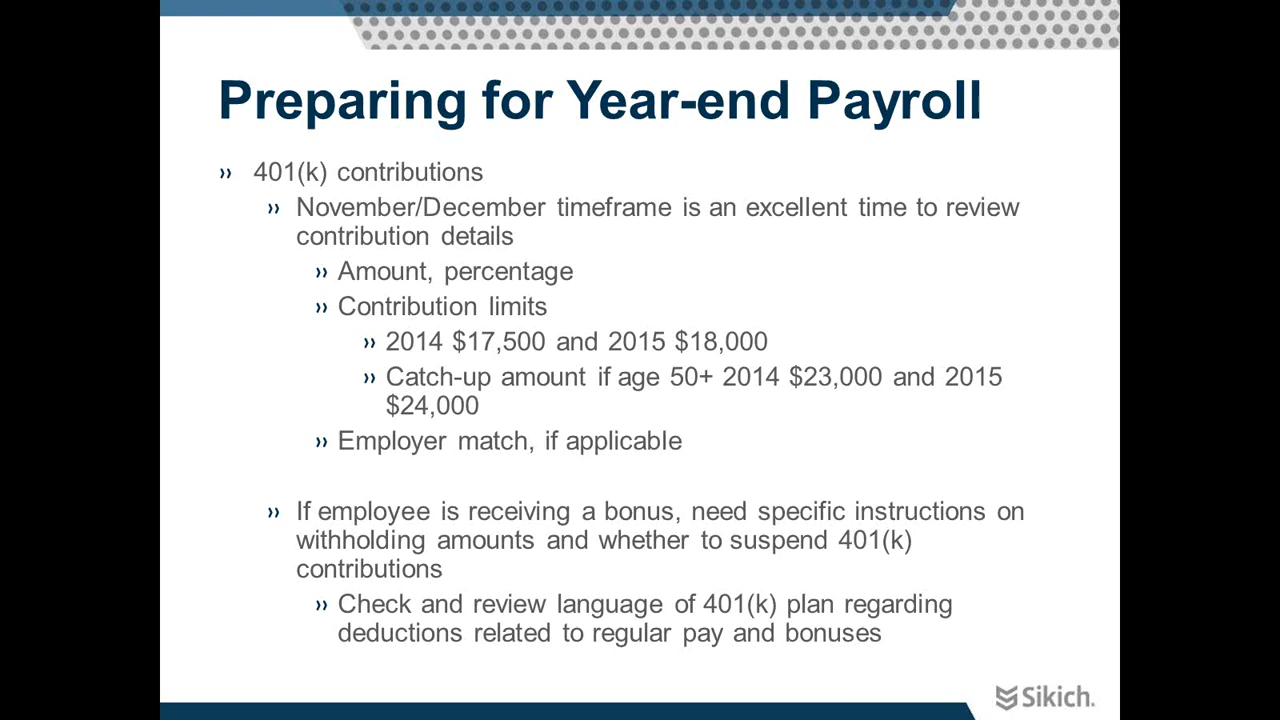 Preparing for Year-end Payroll
›› 401(k) contributions
›› November/December timeframe is an excellent time to review
contribution details
›› Amount, percentage
›› Contribution limits
›› 2014 $17,500 and 2015 $18,000
›› Catch-up amount if age 50+ 2014 $23,000 and 2015
$24,000
›› Employer match, if applicable
›› If employee is receiving a bonus, need specific instructions on
withholding amounts and whether to suspend 401(k)
contributions
›› Check and review language of 401(k) plan regarding
deductions related to regular pay and bonuses
Sikich.